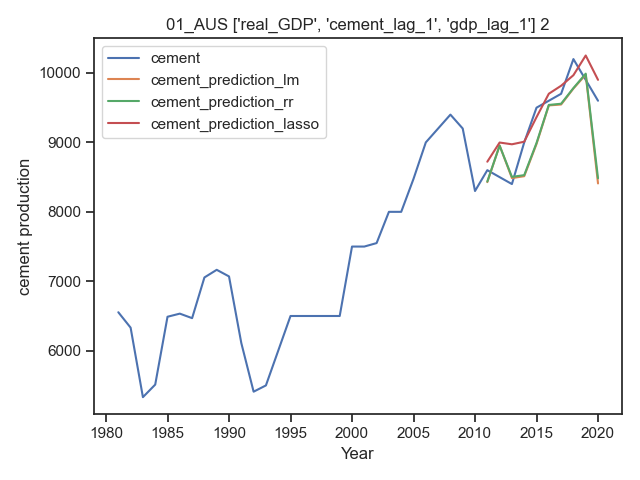 01_AUS ['real_GDP', 'cement_lag_1', 'gdp_lag_1'] 2
cement
cement_prediction_lm
cement_prediction_rr
cement_prediction_lasso
10000
9000
8000
7000
6000
cement production
1980 1985 1990 1995 2000 2005 2010 2015 2020
Year